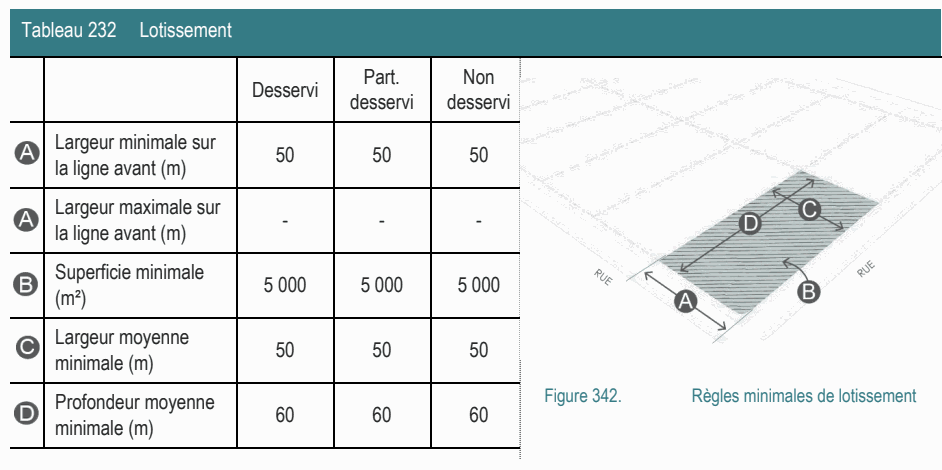 Tableau 232 Lotissement
Desservi
Part.
desservi
Non
desservi
A Largeur minimale sur
la ligne avant (m)
50 50 50
A Largeur maximale sur
la ligne avant (m)
- - -
B Superficie minimale
(m²)
5 000 5 000 5 000
C Largeur moyenne
minimale (m)
50 50 50
D Profondeur moyenne
minimale (m)
60 60 60
C
D
RUE
RUE
A
B
Figure 342. Règles minimales de lotissement